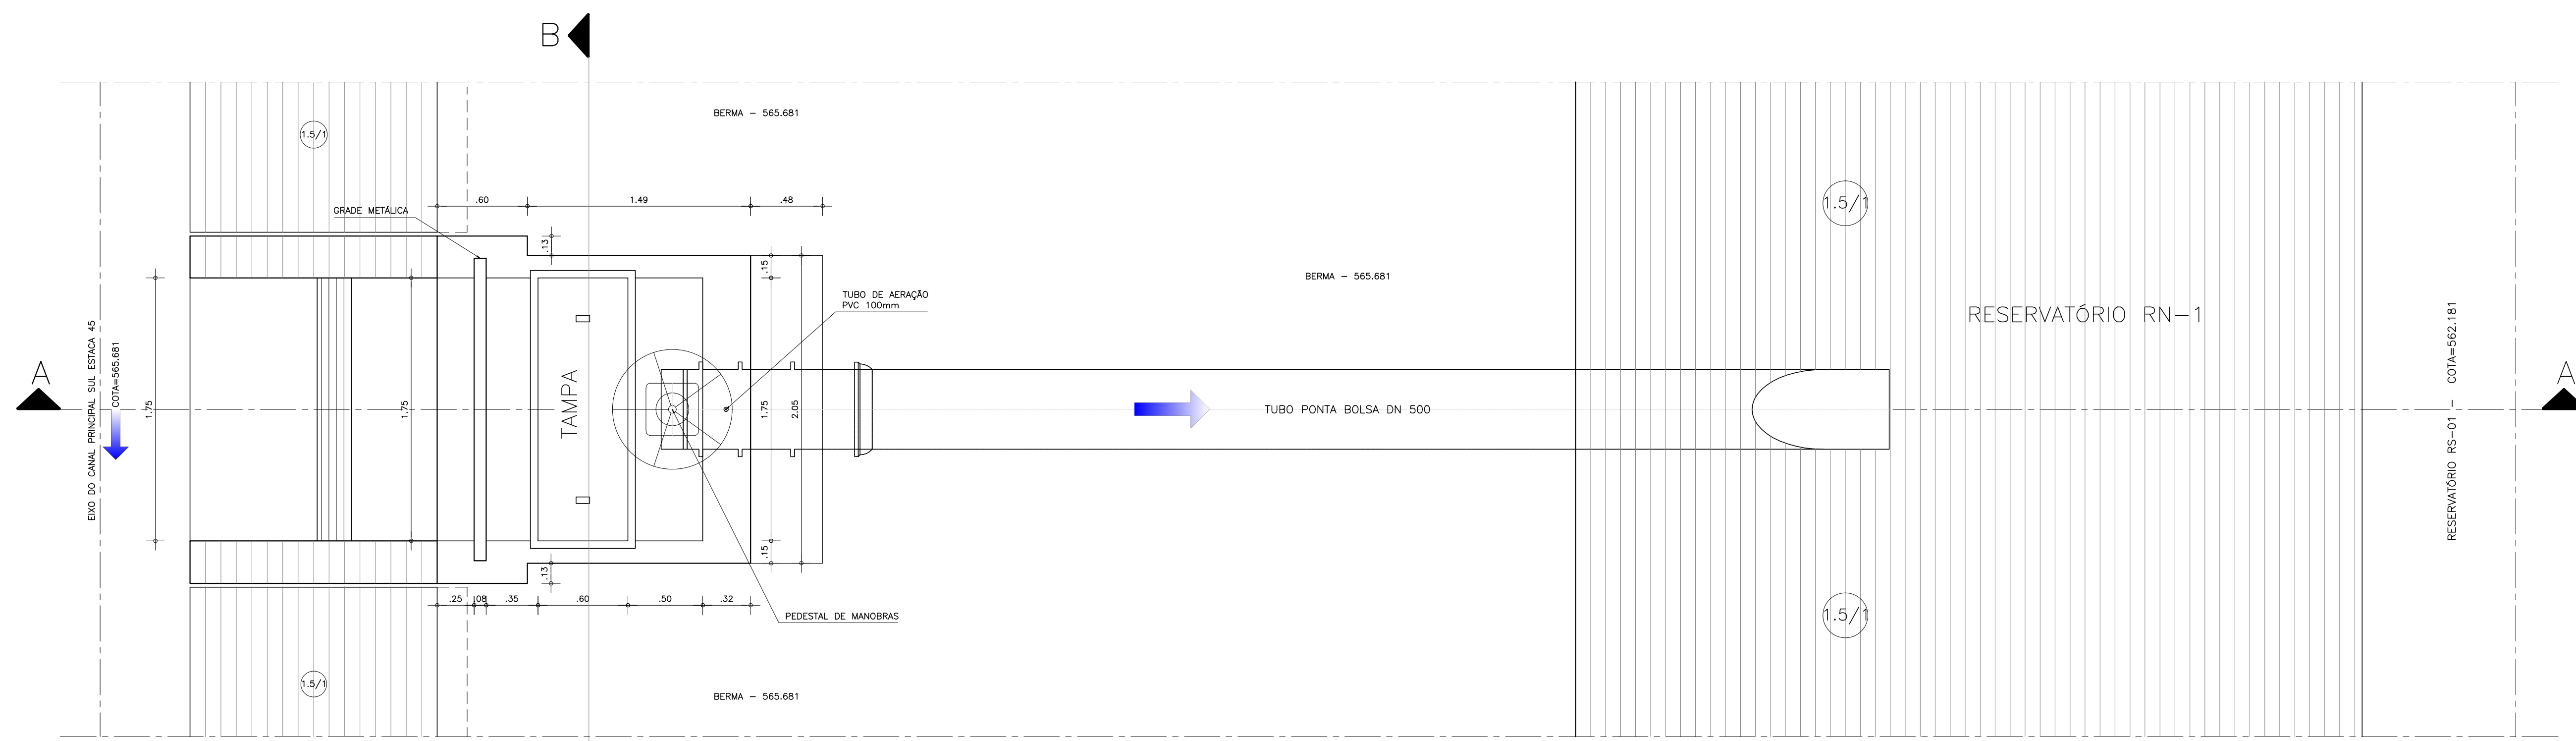 B
BERMA - 565.681
1.5/1
1.5/1
.60
1.49
.48
GRADE METÁLICA
.13
.15
BERMA - 565.681
TUBO DE AERAÇÃO
PVC 100mm
RESERVATÓRIO RN-1
A
EIXO DO CANAL PRINCIPAL SUL ESTACA 45
COTA=565.681
1.75
1.75
TAMPA
1.75
2.05
TUBO PONTA BOLSA DN 500
RESERVATÓRIO RS-01 - COTA=562.181
A
.15
.13
.25
.08
.35
.60
.50
.32
PEDESTAL DE MANOBRAS
1.5/1
1.5/1
BERMA - 565.681